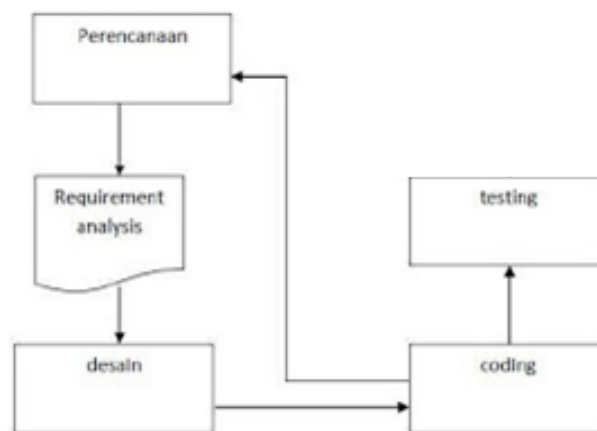 Perencanaan
Requirement
analysis
testing
desain
coding